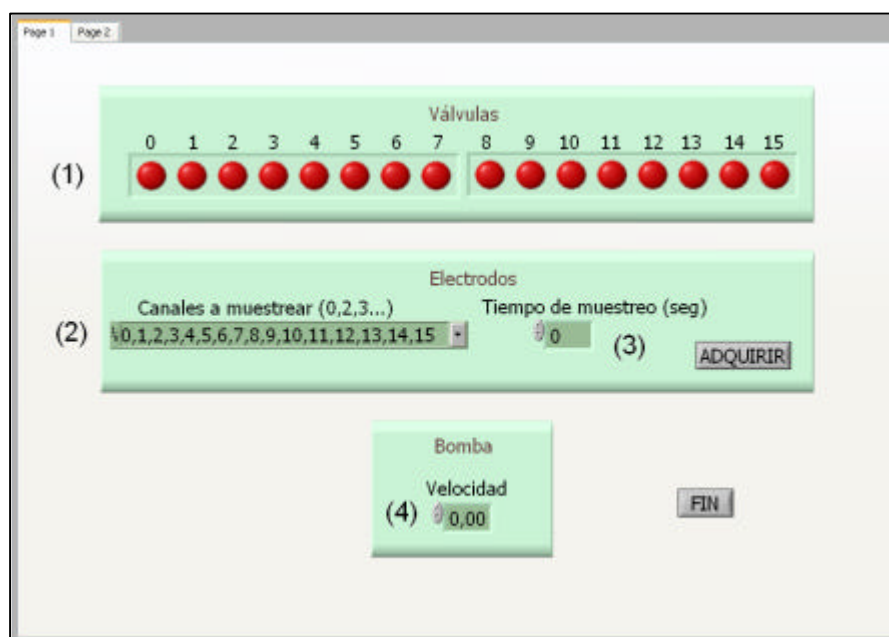 Page 1 Page 2
Válvulas
0 1 2 3 4 5 6 7 8 9 10 11 12 13 14 15
(1)
Electrodos
Canales a muestrear (0,2,3...) Tiempo de muestreo (seg)
(2) 0,1,2,3,4,5,6,7,8,9,10,11,12,13,14,15 0 (3)
ADQUIRIR
Bomba
Velocidad
(4) 0,00
FIN